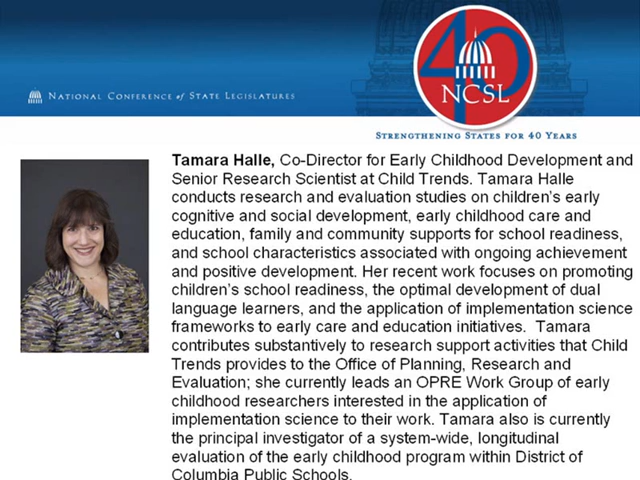 40
NCSL
NATIONAL CONFERENCE of STATE LEGISLATURES
STRENGTHENING STATES FOR 40 YEARS
Tamara Halle, Co-Director for Early Childhood Development and
Senior Research Scientist at Child Trends. Tamara Halle
conducts research and evaluation studies on children's early
cognitive and social development, early childhood care and
education, family and community supports for school readiness,
and school characteristics associated with ongoing achievement
and positive development. Her recent work focuses on promoting
children's school readiness, the optimal development of dual
language learners, and the application of implementation science
frameworks to early care and education initiatives.  Tamara
contributes substantively to research support activities that Child
Trends provides to the Office of Planning, Research and
Evaluation; she currently leads an OPRE Work Group of early
childhood researchers interested in the application of
implementation science to their work. Tamara also is currently
the principal investigator of a system-wide, longitudinal
evaluation of the early childhood program within District of
Columbia Public Schools.